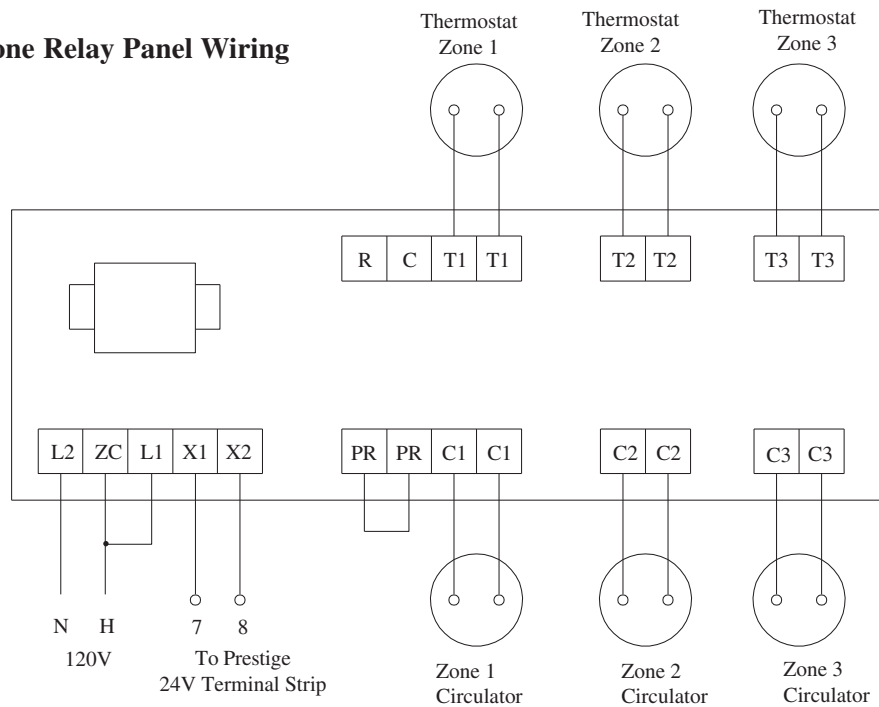 Thermostat Zone 1
Thermostat Zone 2
Thermostat Zone 3
Relay Panel Wiring
R C T1 T1 T2 T2 T3 T3
L2 ZC L1 X1 X2 PR PR C1 C1 C2 C2 C3 C3
N H 7 8
120V
To Prestige
24V Terminal Strip
Zone 1
Circulator
Zone 2
Circulator
Zone 3
Circulator